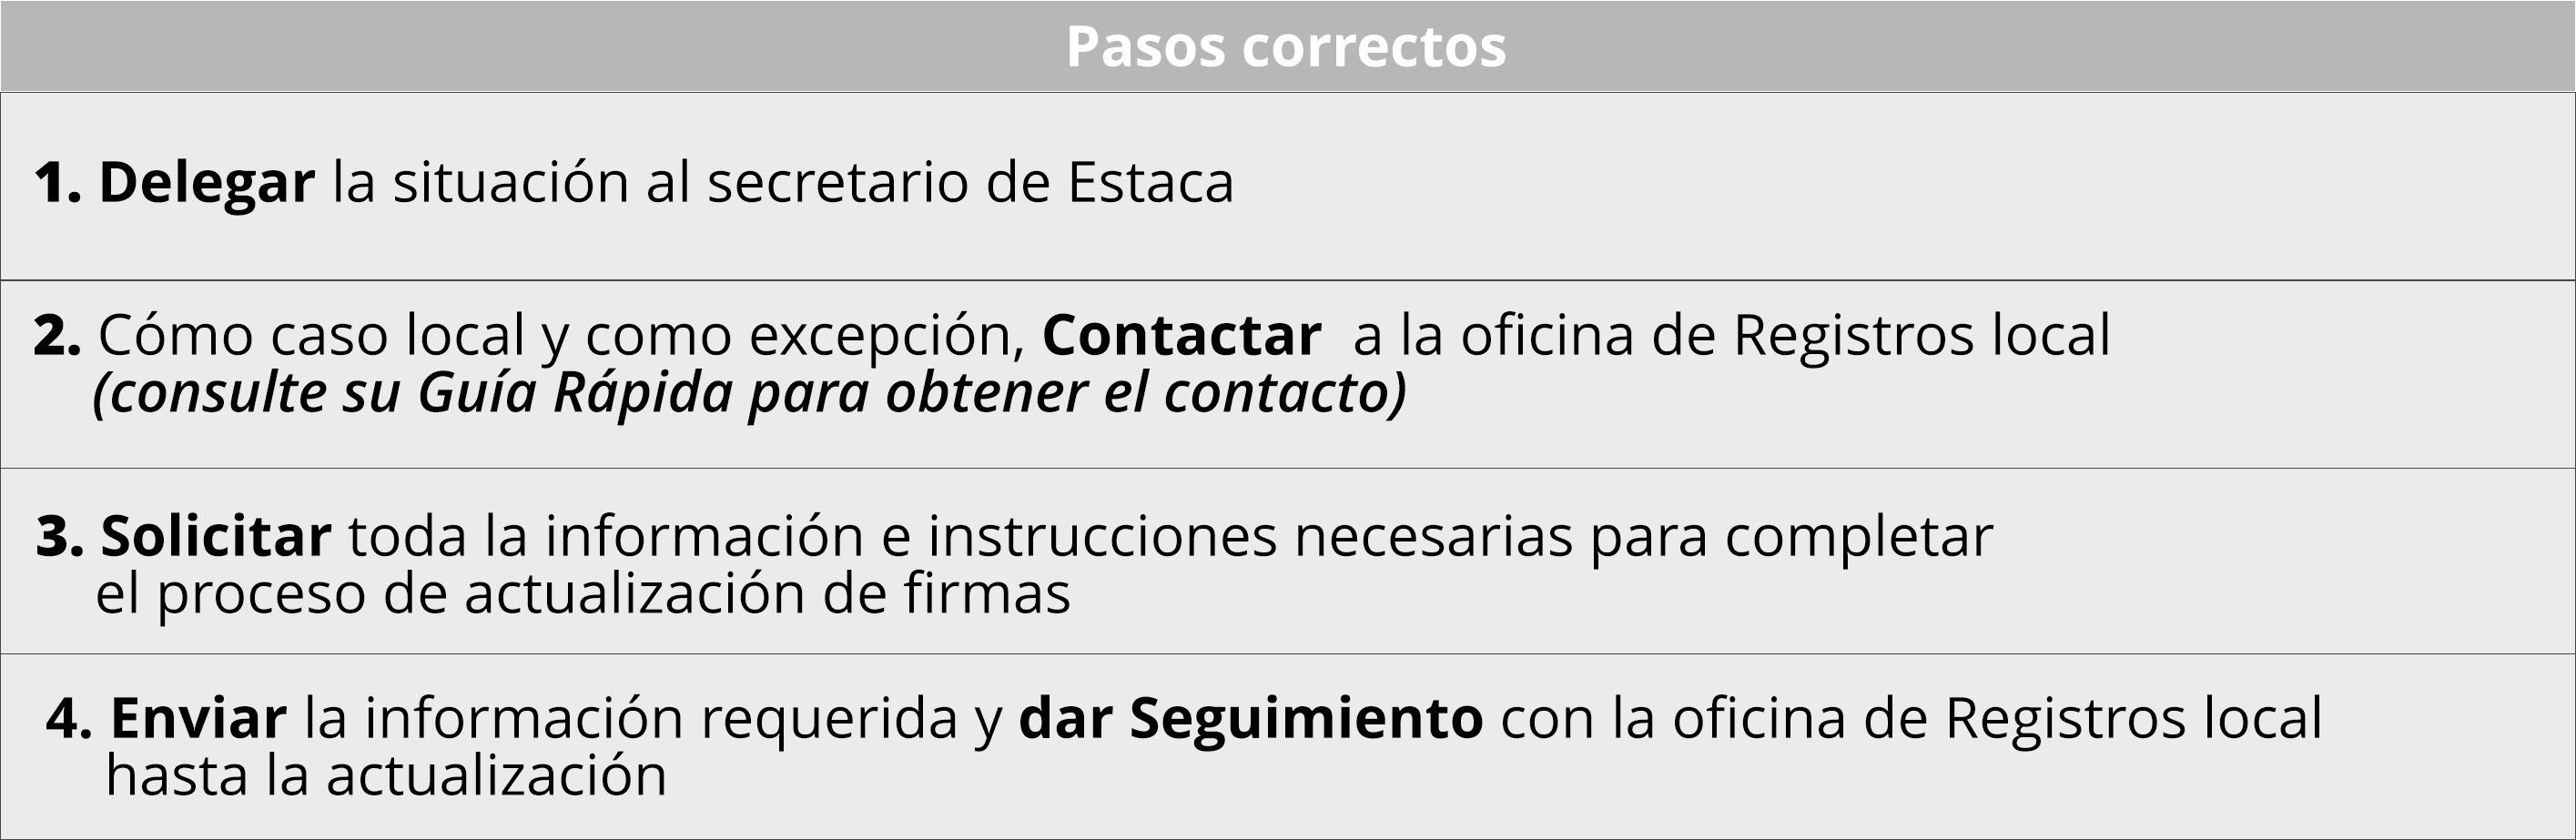 Pasos correctos
1. Delegar la situación al secretario de Estaca
2. Cómo caso local y como excepción, Contactar a la oficina de Registros local
(consulte su Guía Rápida para obtener el contacto)
3. Solicitar toda la información e instrucciones necesarias para completar
el proceso de actualización de firmas
4. Enviar la información requerida y dar Seguimiento con la oficina de Registros local
hasta la actualización